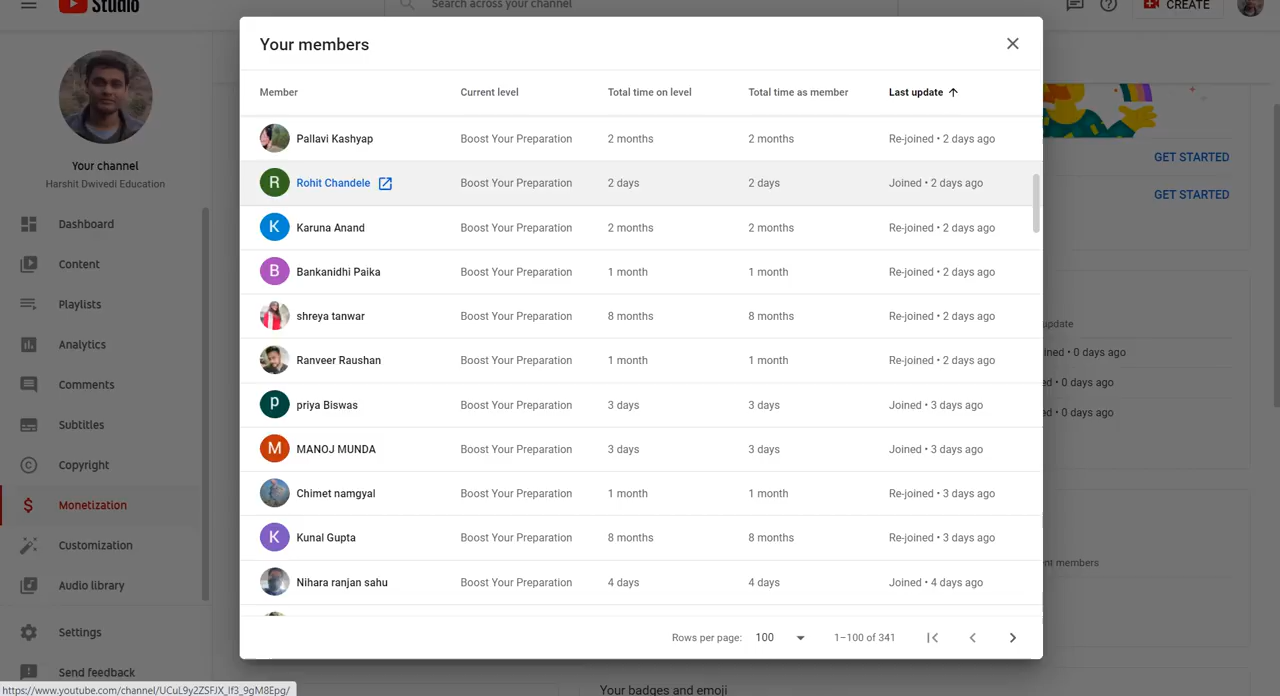 Studio
Search across your channel
CREATE
Your members
Member Current level Total time on level Total time as member Last update
Pallavi Kashyap Boost Your Preparation 2 months 2 months Re-joined • 2 days ago
R Rohit Chandele Boost Your Preparation 2 days 2 days Joined • 2 days ago
K Karuna Anand Boost Your Preparation 2 months 2 months Re-joined • 2 days ago
B Bankanidhi Paika Boost Your Preparation 1 month 1 month Re-joined • 2 days ago
shreya tanwar Boost Your Preparation 8 months 8 months Re-joined • 2 days ago
Ranveer Raushan Boost Your Preparation 1 month 1 month Re-joined • 2 days ago
P priya Biswas Boost Your Preparation 3 days 3 days Joined • 3 days ago
M MANOJ MUNDA Boost Your Preparation 3 days 3 days Joined • 3 days ago
Chimet namgyal Boost Your Preparation 1 month 1 month Re-joined • 3 days ago
K Kunal Gupta Boost Your Preparation 8 months 8 months Re-joined • 3 days ago
Nihara ranjan sahu Boost Your Preparation 4 days 4 days Joined • 4 days ago
Rows per page: 100 1–100 of 341
Your channel
Harshit Dwivedi Education
Dashboard
Content
Playlists
Analytics
Comments
Subtitles
Copyright
Monetization
Customization
Audio library
Settings
Send feedback
GET STARTED
GET STARTED
update
ined • 0 days ago
ed • 0 days ago
ed • 0 days ago
nt members
Your badges and emoji